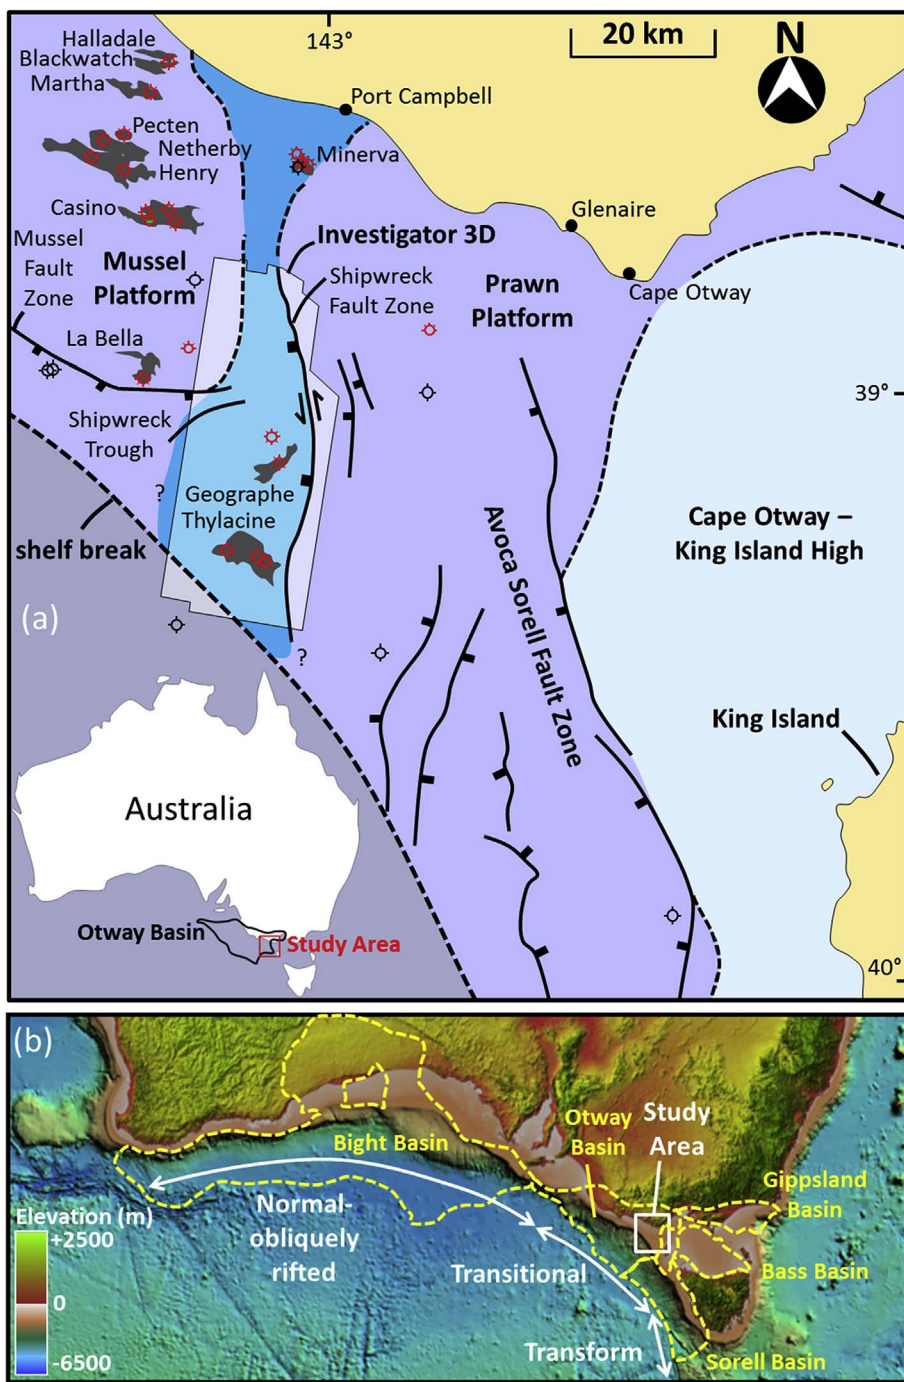 143°
20 km
N
Halladale
Blackwatch
Martha
Port Campbell
Pecten
Netherby
Henry
Minerva
Casino
Glenaire
Mussel
Fault
Zone
Mussel
Platform
Investigator 3D
Shipwreck
Fault Zone
Prawn
Platform
Cape Otway
La Bella
39°
Shipwreck
Trough
?
Geographe
Thylacine
shelf break
Avoca Sorell Fault Zone
Cape Otway –
King Island High
(a)
?
King Island
Australia
Otway Basin
Study Area
40°
(b)
Otway
Basin
Study
Area
Bight Basin
Gippsland
Basin
Elevation (m)
+2500
0
-6500
Normal-
obliquely
rifted
Transitional
Bass Basin
Transform
Sorell Basin